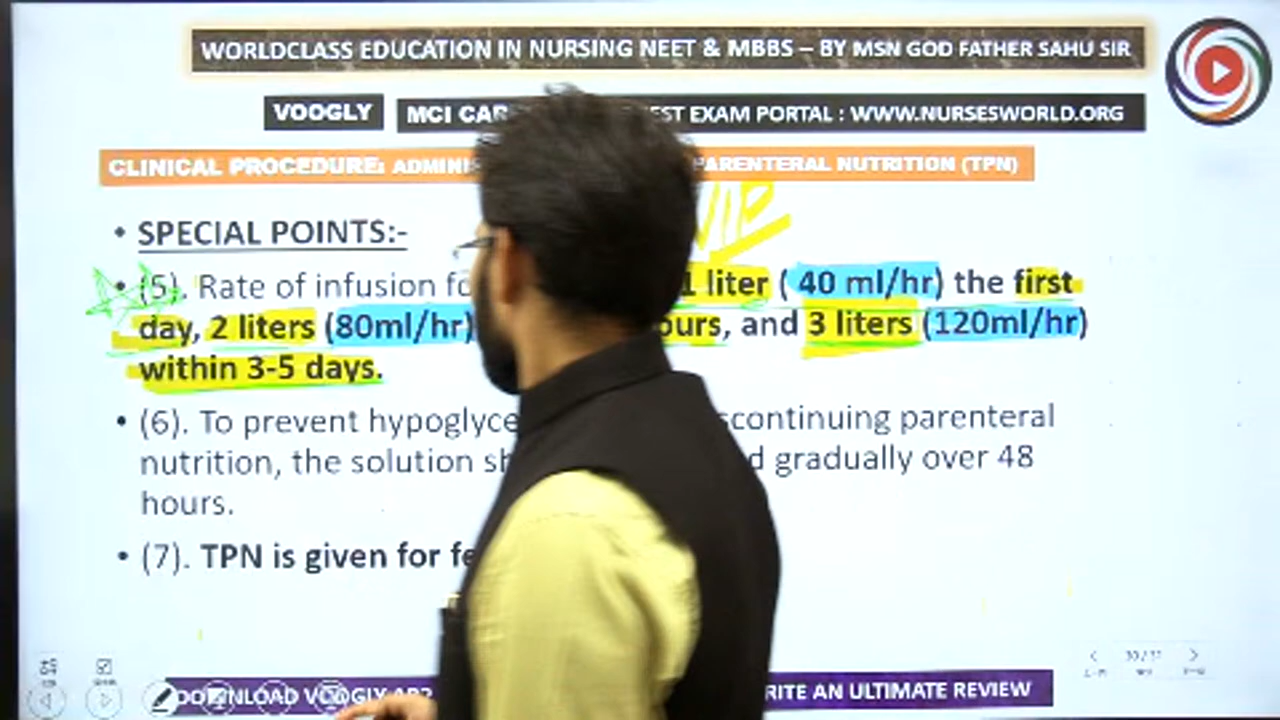 WORLDCLASS EDUCATION IN NURSING NEET & MBBS – BY MSN GOD FATHER SAHU SIR
VOOGLY
MCI CAR EST EXAM PORTAL : WWW.NURSESWORLD.ORG
CLINICAL PROCEDURE: ADMINIS PARENTERAL NUTRITION (TPN)
VIP
• SPECIAL POINTS:-
• (5). Rate of infusion fo 1 liter ( 40 ml/hr) the first
day, 2 liters (80ml/hr) ours, and 3 liters (120ml/hr)
within 3-5 days.
• (6). To prevent hypoglyce scontinuing parenteral
nutrition, the solution sh d gradually over 48
hours.
• (7). TPN is given for fe
DOWNLOAD VOOGLY RITE AN ULTIMATE REVIEW